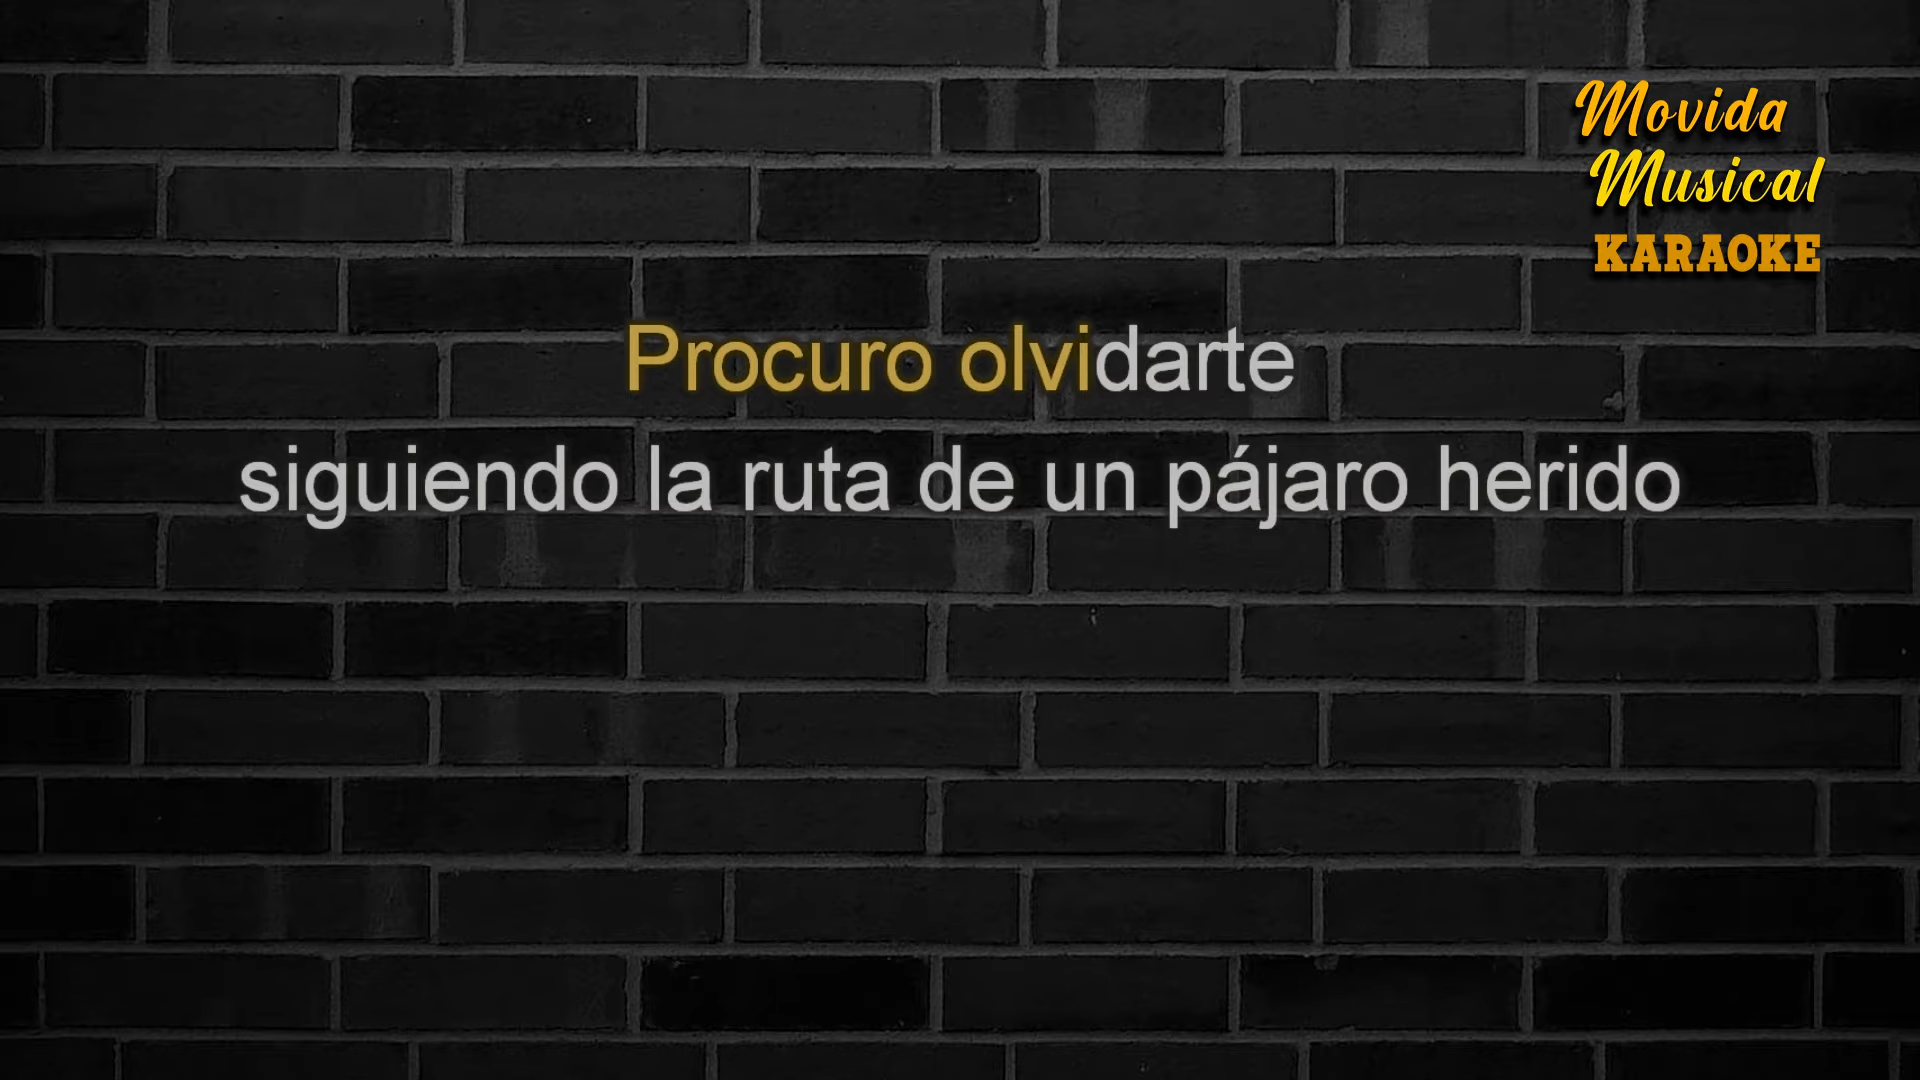 Movida
Musical
KARAOKE
Procuro olvidarte
siguiendo la ruta de un pájaro herido